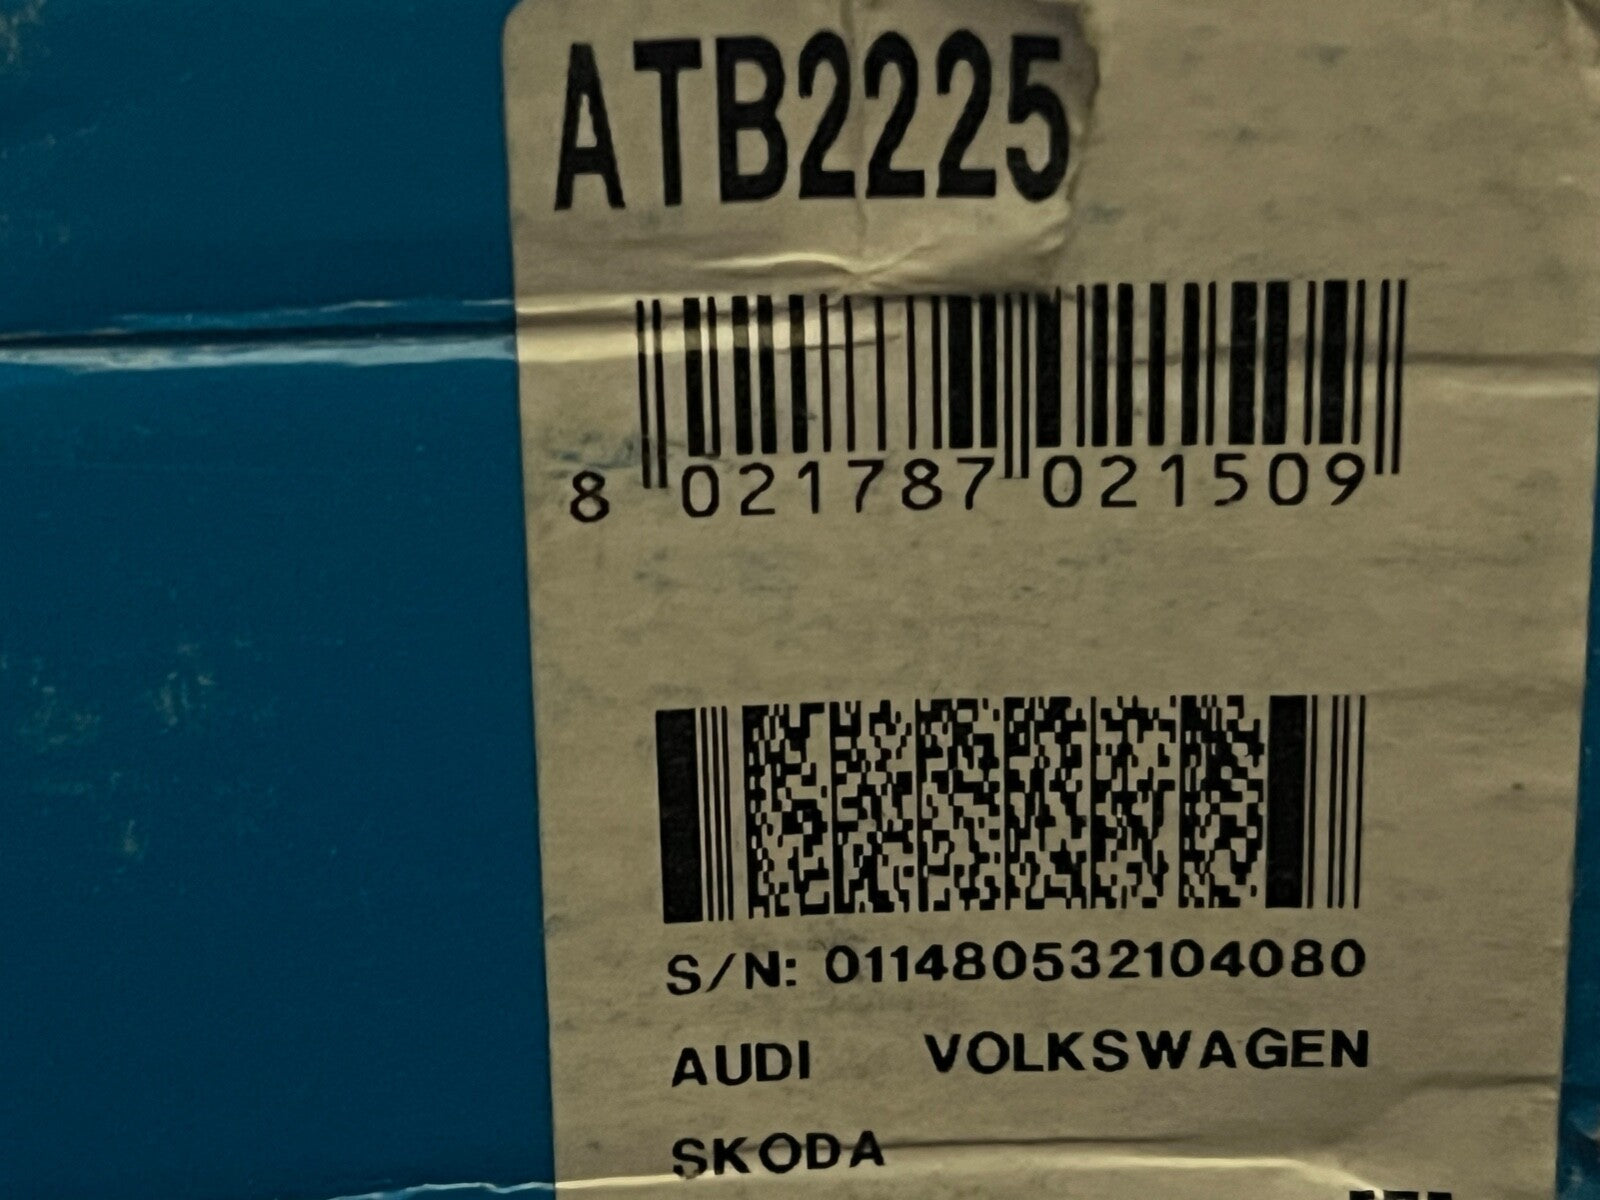 ATB2225
8 021787 021509
S/N: 011480532104080
AUDI VOLKSWAGEN
SKODA